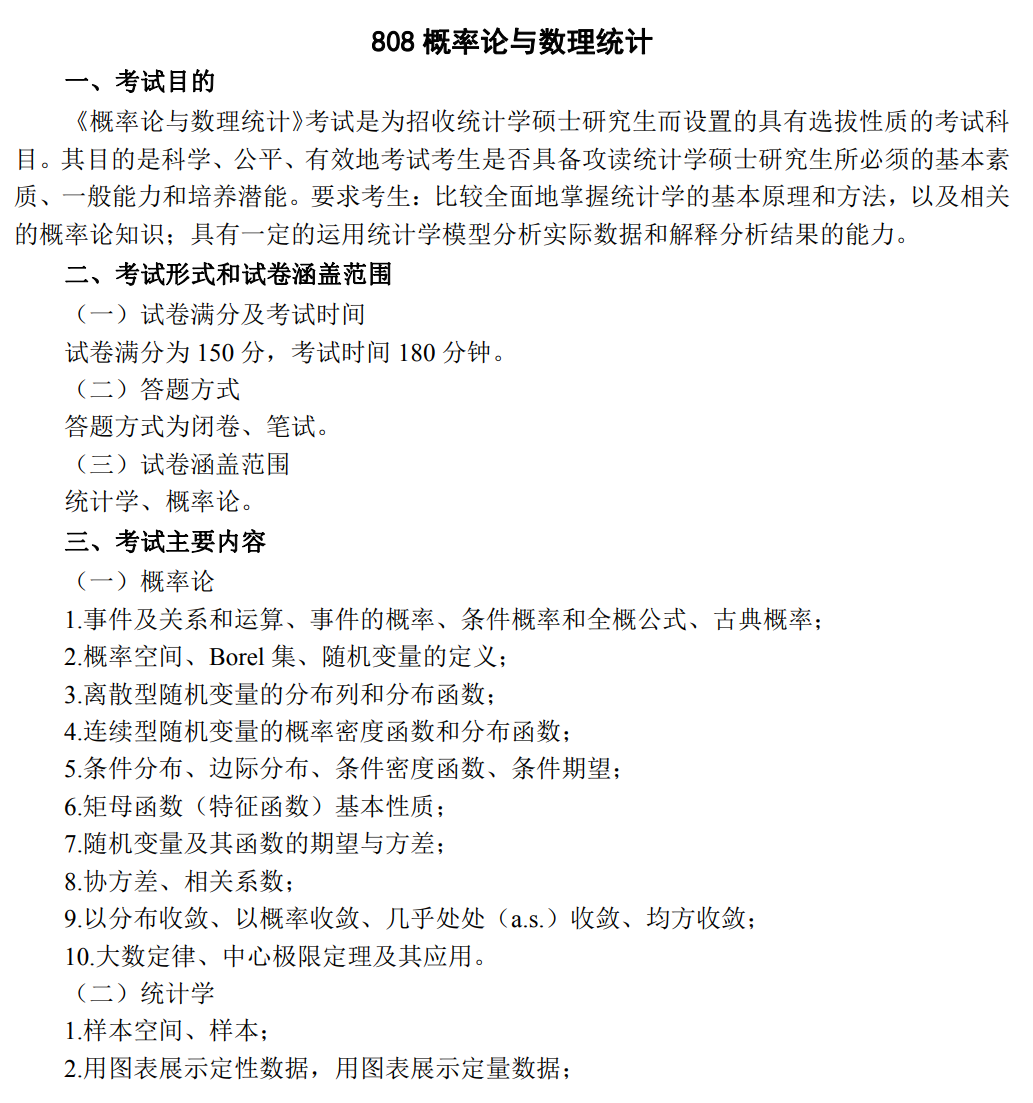 808 概率论与数理统计
一、考试目的
《概率论与数理统计》考试是为招收统计学硕士研究生而设置的具有选拔性质的考试科
目。其目的是科学、公平、有效地考试考生是否具备攻读统计学硕士研究生所必须的基本素
质、一般能力和培养潜能。要求考生：比较全面地掌握统计学的基本原理和方法，以及相关
的概率论知识；具有一定的运用统计学模型分析实际数据和解释分析结果的能力。
二、考试形式和试卷涵盖范围
（一）试卷满分及考试时间
试卷满分为 150 分，考试时间 180 分钟。
（二）答题方式
答题方式为闭卷、笔试。
（三）试卷涵盖范围
统计学、概率论。
三、考试主要内容
（一）概率论
1.事件及关系和运算、事件的概率、条件概率和全概公式、古典概率；
2.概率空间、Borel 集、随机变量的定义；
3.离散型随机变量的分布列和分布函数；
4.连续型随机变量的概率密度函数和分布函数；
5.条件分布、边际分布、条件密度函数、条件期望；
6.矩母函数（特征函数）基本性质；
7.随机变量及其函数的期望与方差；
8.协方差、相关系数；
9.以分布收敛、以概率收敛、几乎处处（a.s.）收敛、均方收敛；
10.大数定律、中心极限定理及其应用。
（二）统计学
1.样本空间、样本；
2.用图表展示定性数据，用图表展示定量数据；